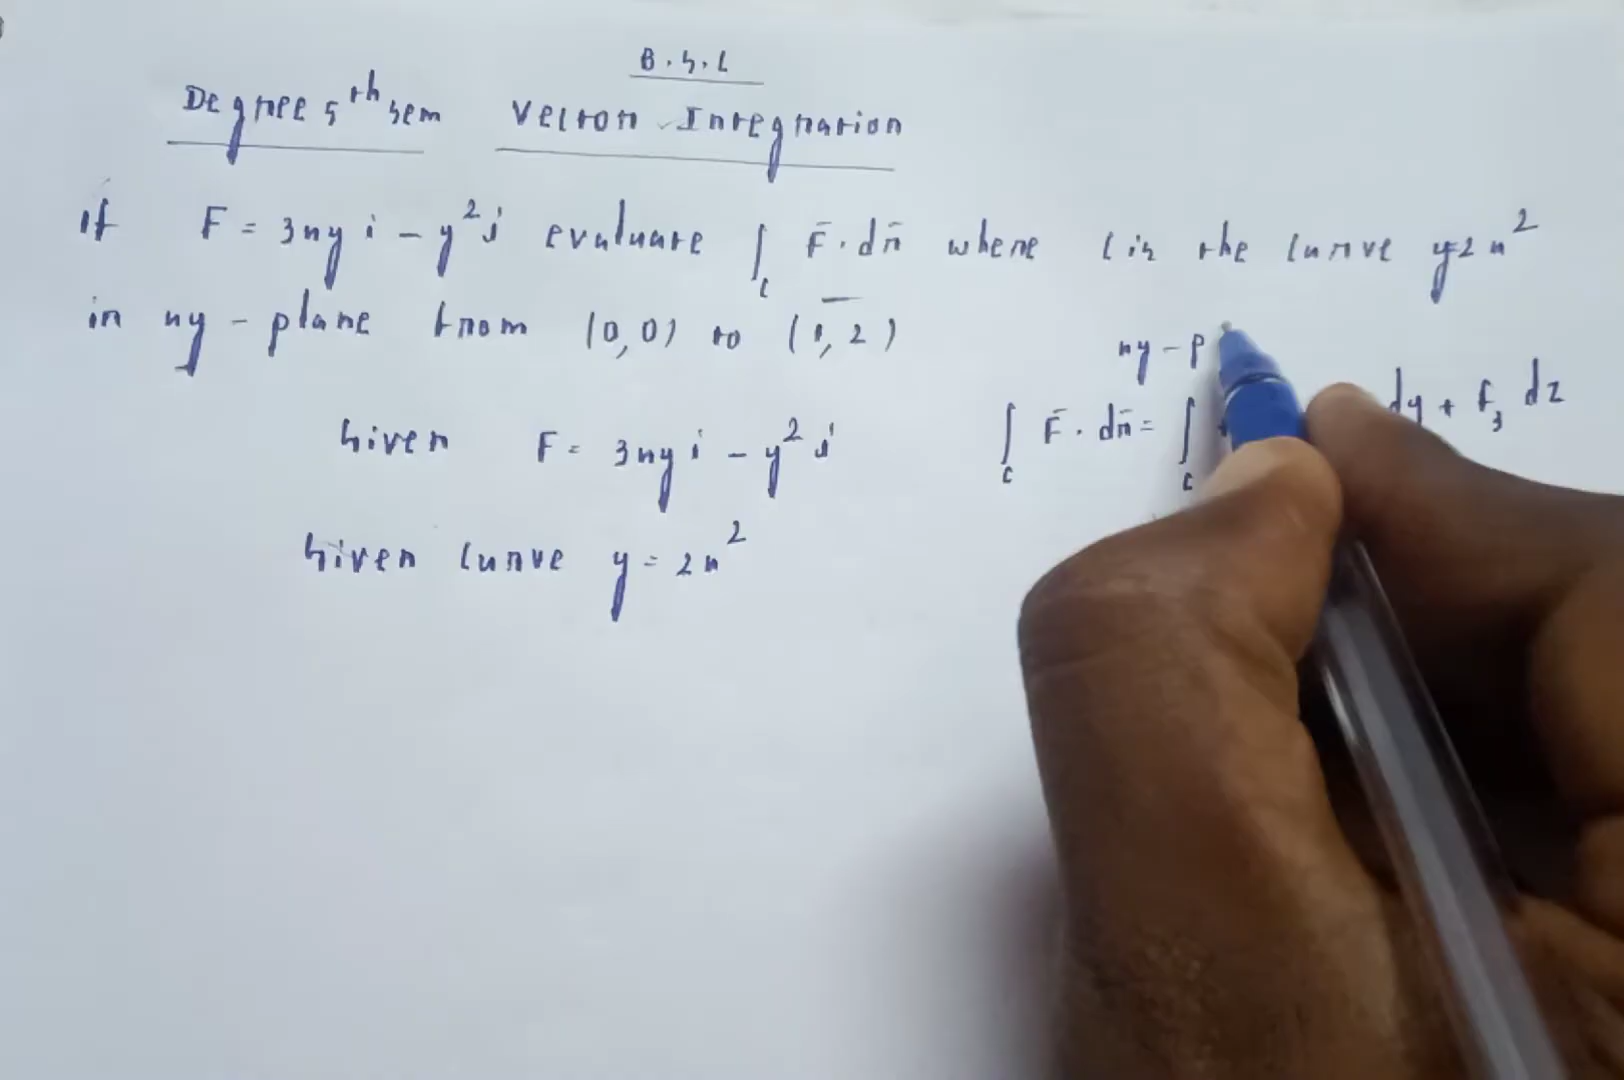 B.S.C
Degree 5th sem Vector Integration
If F = 3xy i - y² j evaluate ∫c F̄. dr̄ where C is the curve y=2x²
in xy-plane from (0,0) to (1,2)
xy-p
Given F = 3xy i - y² j
∫c F̄. dr̄ = ∫c dy + f₃ dz
Given curve y = 2x²